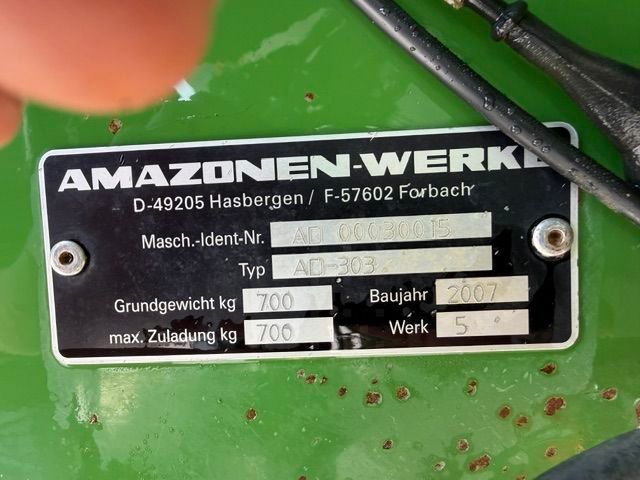 AMAZONEN-WERKE
D-49205 Hasbergen / F-57602 Forbach
Masch.-Ident-Nr. AD 00030015
Typ AD-303
Grundgewicht kg 700 Baujahr 2007
max. Zuladung kg 700 Werk 5